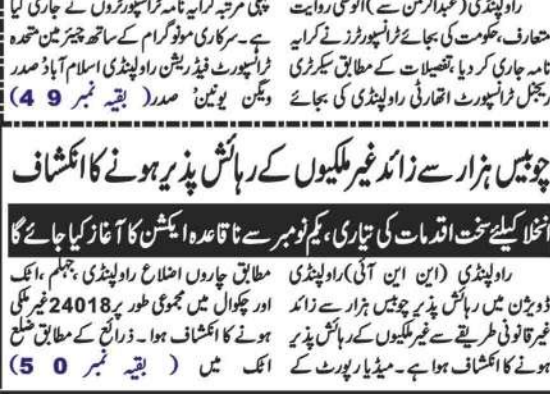 راولپنڈی (عبدالرحمن سے) انوکھی روایت
متعارف، حکومت کی بجائے ٹرانسپورٹرز نے کرایہ
نامہ جاری کر دیا تفصیلات کے مطابق سیکرٹری
ریجنل ٹرانسپورٹ اتھارٹی راولپنڈی کی بجائے
پہلی مرتبہ کرایہ نامہ ٹرانسپورٹروں نے جاری کیا
ہے۔ سرکاری مونوگرام کے ساتھ چیئرمین متحدہ
ٹرانسپورٹ فیڈریشن راولپنڈی اسلام آباد صدر
ویگن یونین صدر( بقیہ نمبر 49)
چوبیس ہزار سے زائد غیر ملکیوں کے رہائش پذیر ہونے کا انکشاف
انخلا کیلئے سخت اقدمات کی تیاری، یکم نومبر سے نا قاعدہ ایکشن کا آغاز کیا جائے گا
راولپنڈی (این این آئی) راولپنڈی
ڈویژن میں رہائش پذیر چوبیس ہزار سے زائد
غیر قانونی طریقے سے غیر ملکیوں کے رہائش پذیر
ہونے کا انکشاف ہوا ہے۔ میڈیا رپورٹ کے
مطابق چاروں اضلاع راولپنڈی، جہلم، اٹک
اور چکوال میں مجموعی طور پر 24018 غیر ملکی
ہونے کا انکشاف ہوا۔ ذرائع کے مطابق ضلع
اٹک میں ( بقیہ نمبر 50)